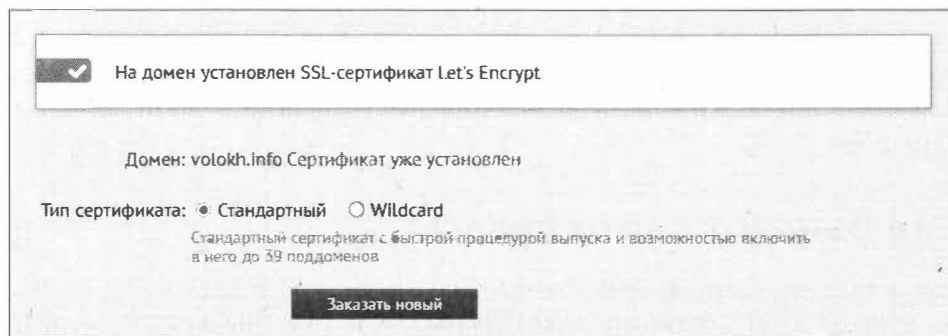 На домен установлен SSL-сертификат Let's Encrypt
Домен: volokh.info Сертификат уже установлен
Тип сертификата: Стандартный Wildcard
Стандартный сертификат с быстрой процедурой выпуска и возможностью включить
в него до 39 поддоменов
Заказать новый